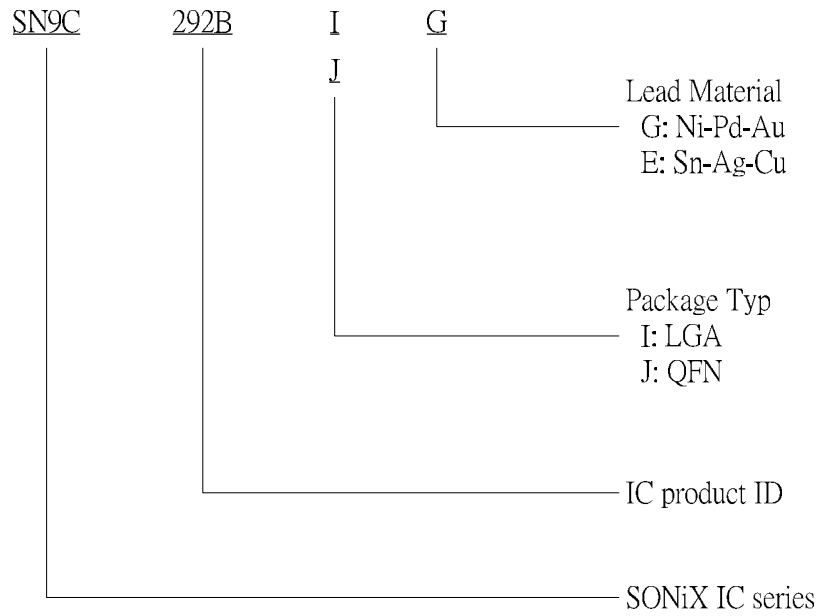 SN9C 292B I G
J
Lead Material
G: Ni-Pd-Au
E: Sn-Ag-Cu
Package Typ
I: LGA
J: QFN
IC product ID
SONiX IC series